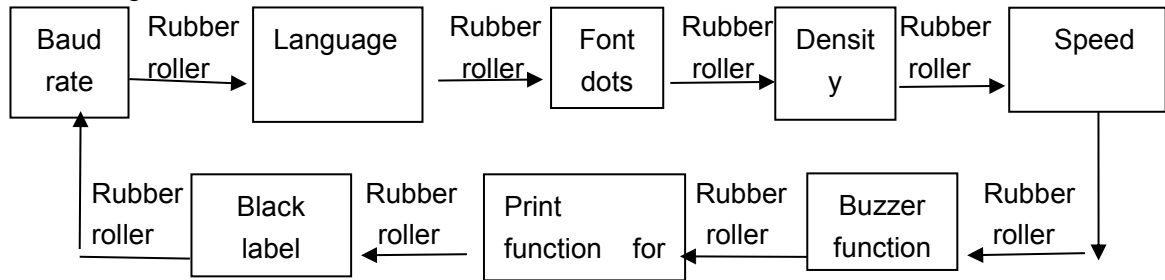 Baud
rate
Rubber
roller
Language
Rubber
roller
Font
dots
Rubber
roller
Densit
y
Rubber
roller
Speed
Rubber
roller
Buzzer
function
Rubber
roller
Print
function for
Rubber
roller
Black
label
Rubber
roller